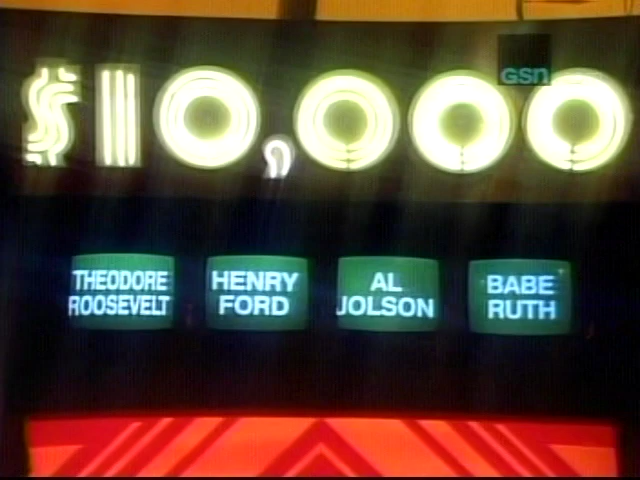 $10,000
GSN
THEODORE
ROOSEVELT
HENRY
FORD
AL
JOLSON
BABE
RUTH